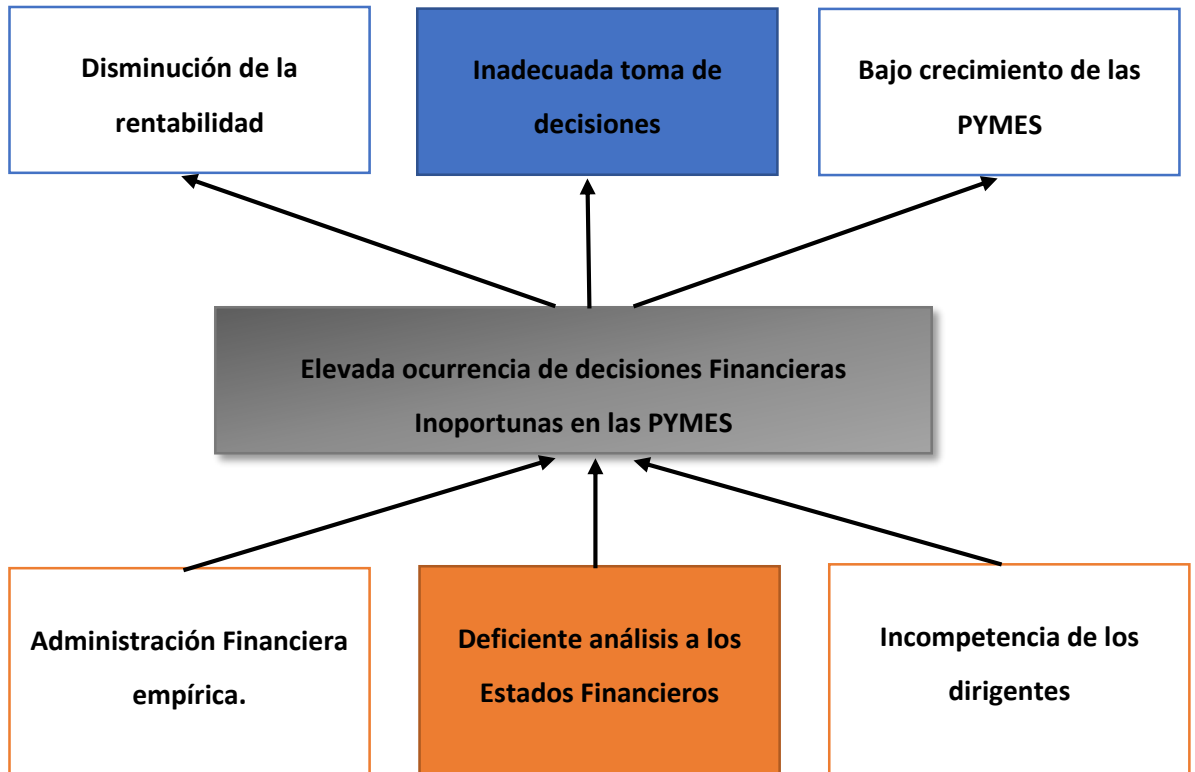 Disminución de la
rentabilidad
Inadecuada toma de
decisiones
Bajo crecimiento de las
PYMES
Elevada ocurrencia de decisiones Financieras
Inoportunas en las PYMES
Administración Financiera
empírica.
Deficiente análisis a los
Estados Financieros
Incompetencia de los
dirigentes